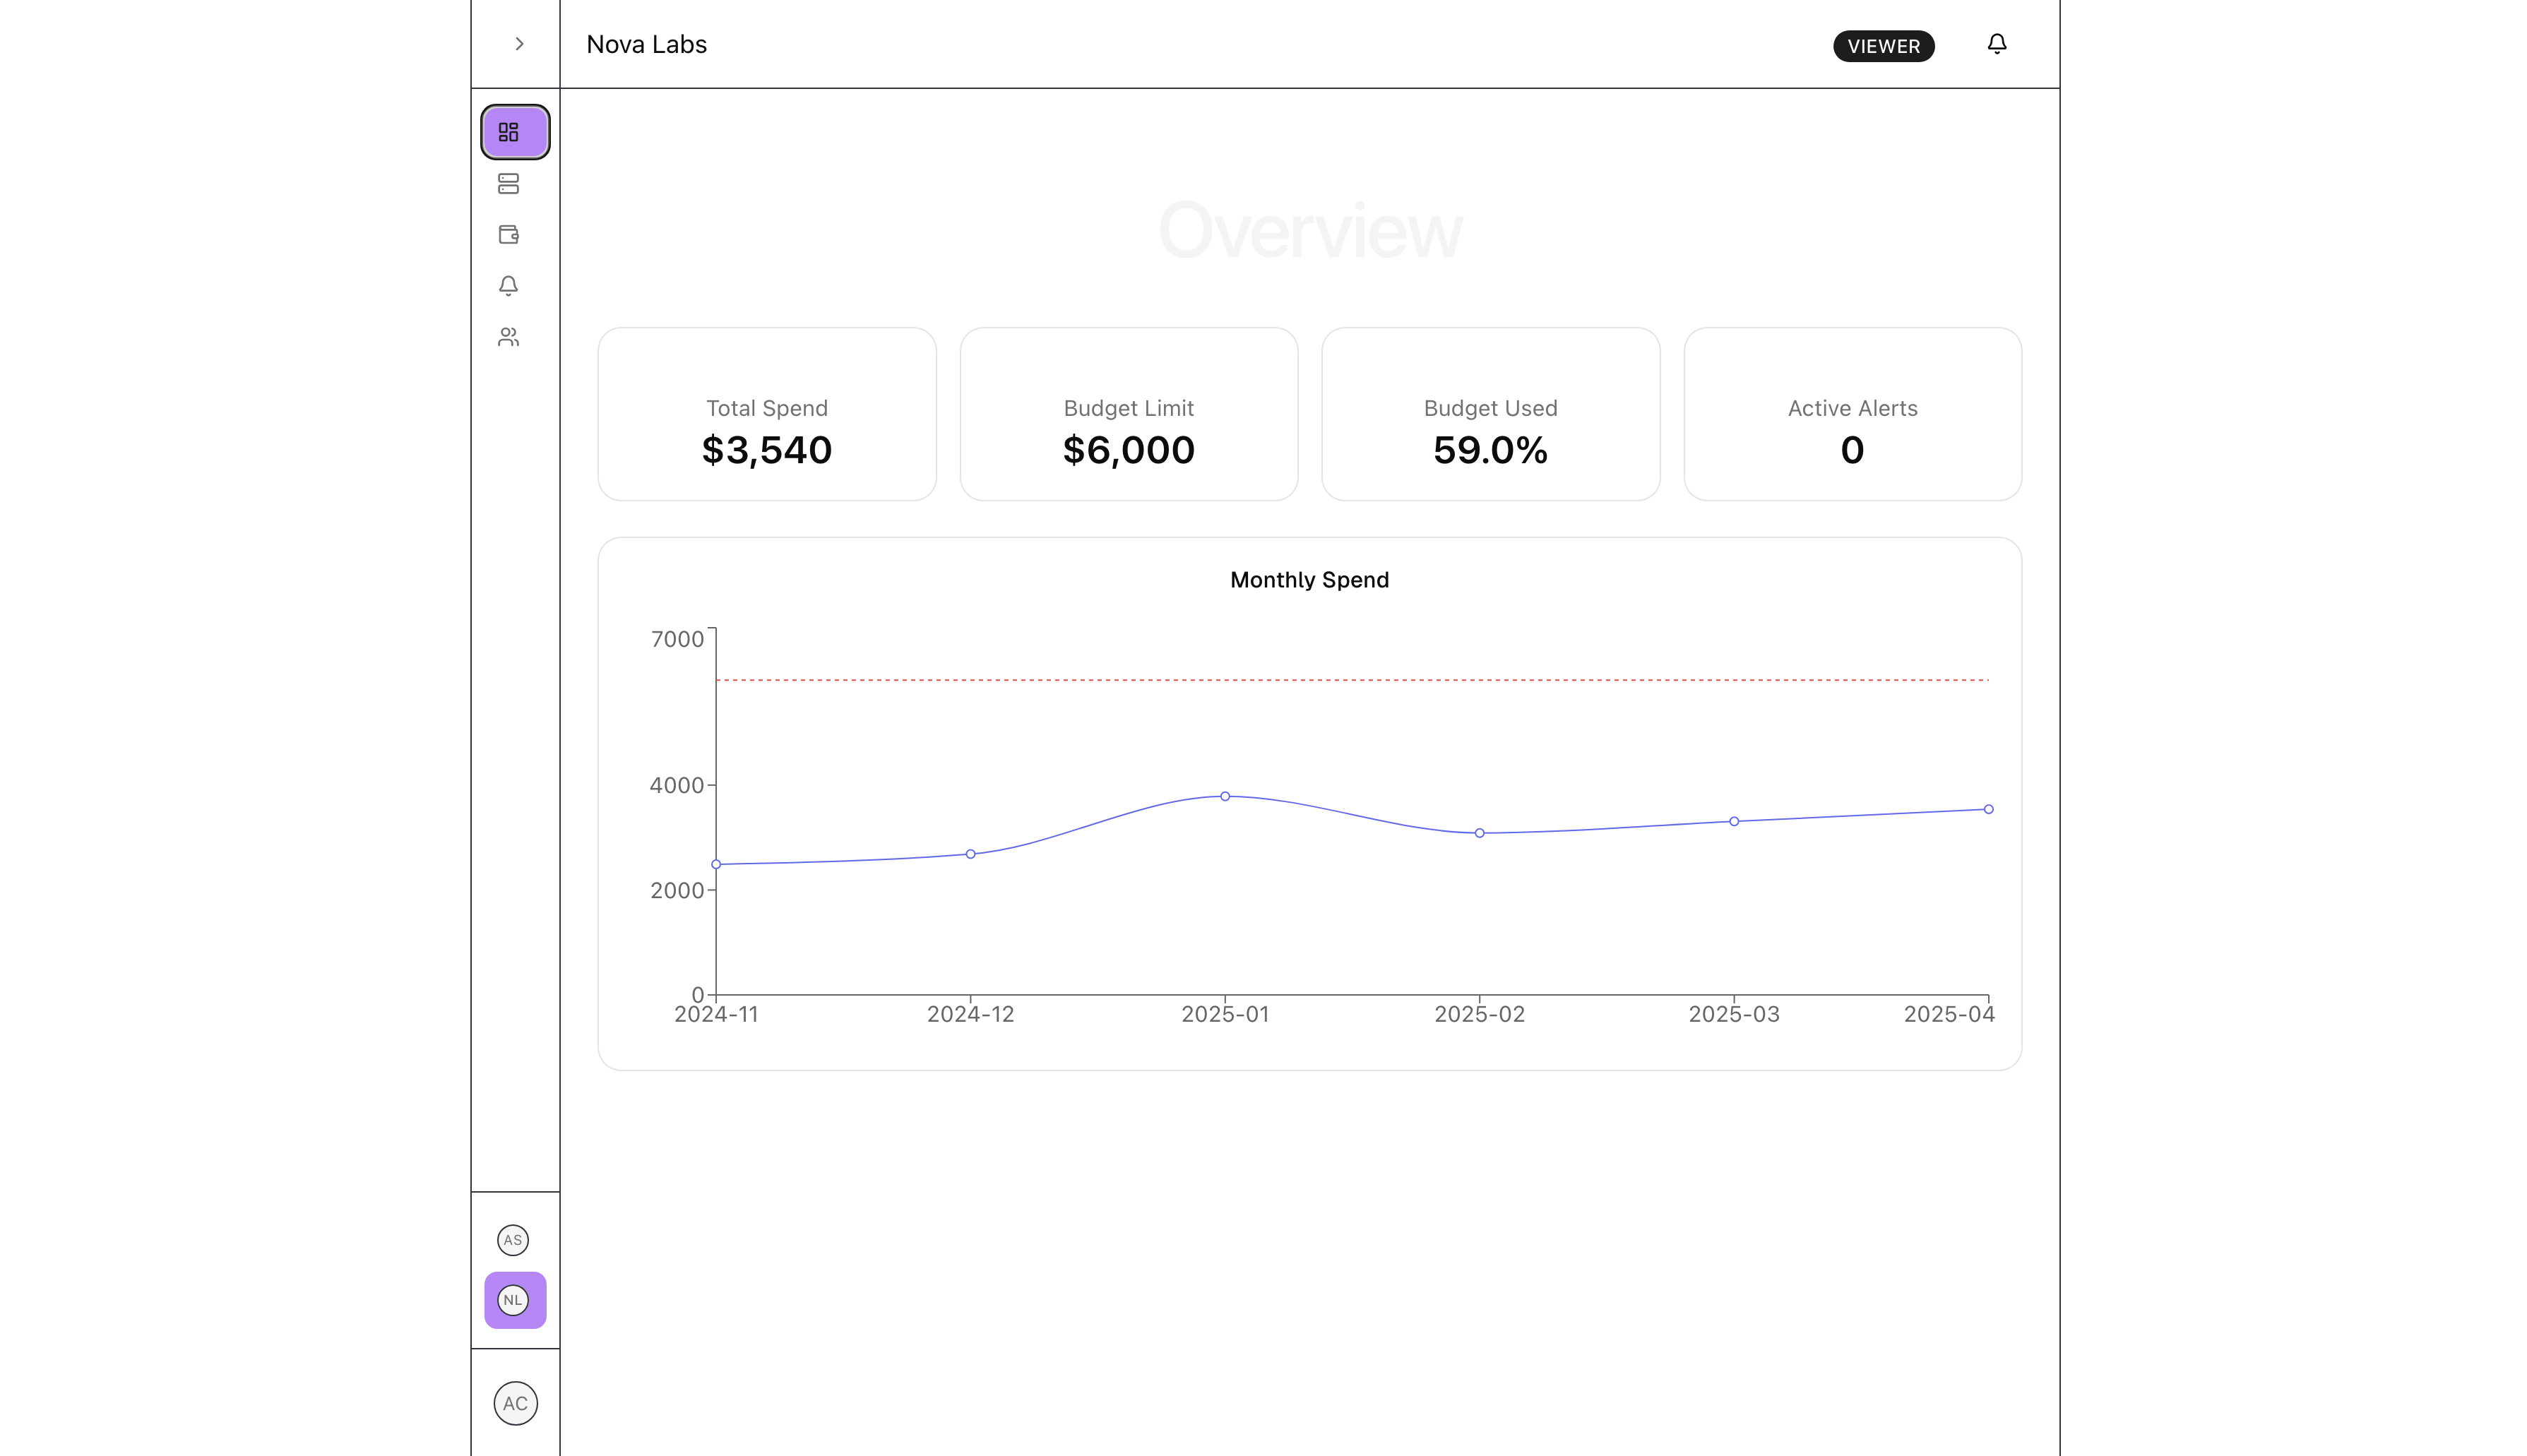 Nova Labs
VIEWER
Overview
Total Spend
$3,540
Budget Limit
$6,000
Budget Used
59.0%
Active Alerts
0
Monthly Spend
7000
4000
2000
0
2024-11 2024-12 2025-01 2025-02 2025-03 2025-04
AS
NL
AC